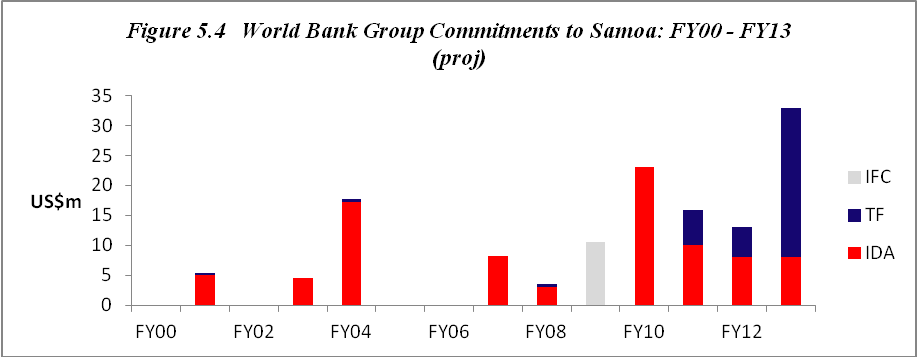 Figure 5.4 World Bank Group Commitments to Samoa: FY00 - FY13
(proj)
35
30
25
20
15
10
5
0
US$m
FY00 FY02 FY04 FY06 FY08 FY10 FY12
IFC
TF
IDA